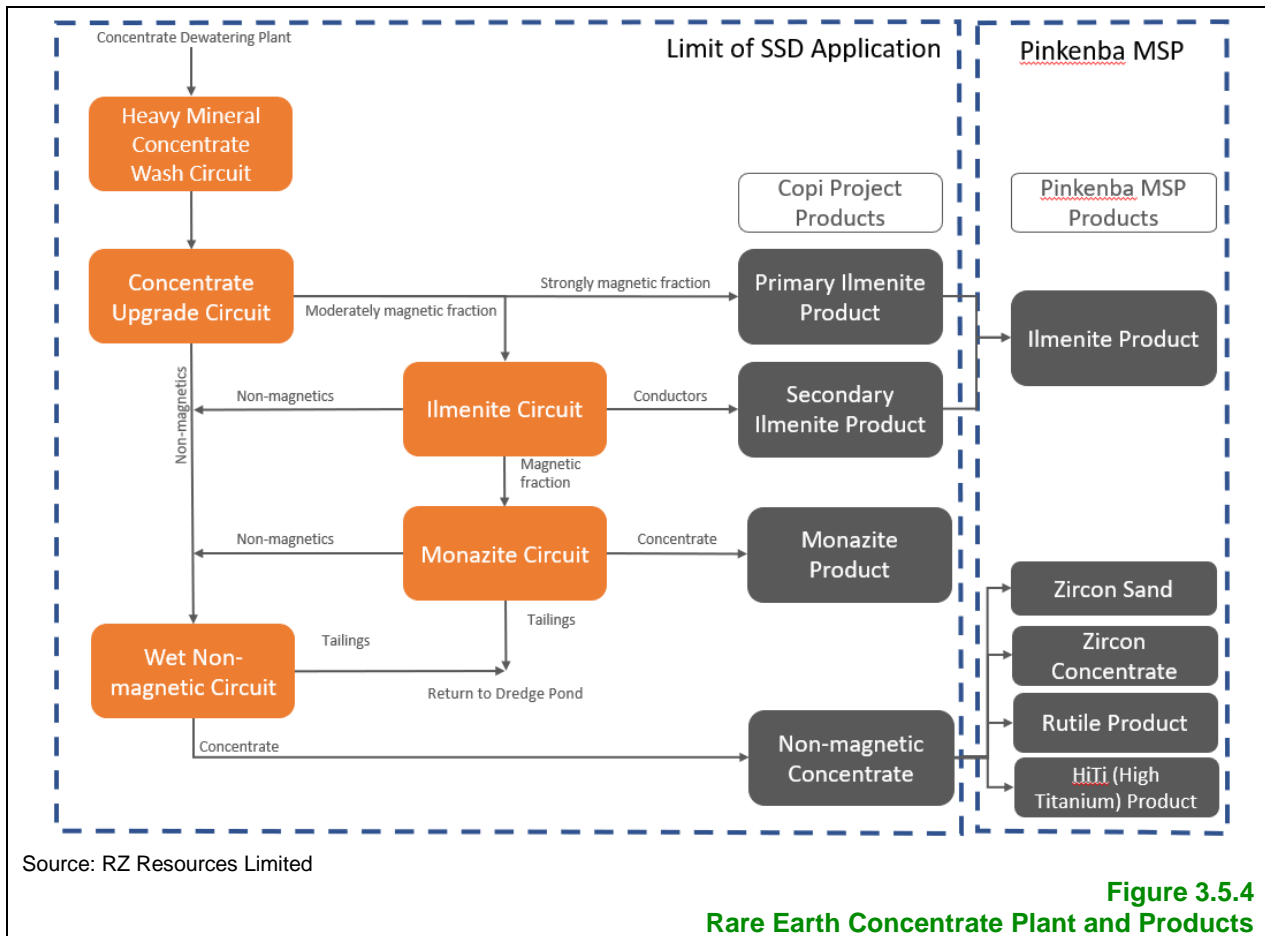 Concentrate Dewatering Plant
Limit of SSD Application
Pinkenba MSP
Heavy Mineral
Concentrate
Wash Circuit
Copi Project
Products
Pinkenba MSP
Products
Concentrate
Upgrade Circuit
Strongly magnetic fraction
Moderately magnetic fraction
Primary Ilmenite
Product
Ilmenite Product
Non-magnetics
Non-magnetics
Ilmenite Circuit
Conductors
Secondary
Ilmenite Product
Magnetic
fraction
Non-magnetics
Monazite Circuit
Concentrate
Monazite
Product
Zircon Sand
Tailings
Wet Non-
magnetic Circuit
Tailings
Return to Dredge Pond
Zircon
Concentrate
Rutile Product
Concentrate
Non-magnetic
Concentrate
HiTi (High
Titanium) Product
Source: RZ Resources Limited
Figure 3.5.4
Rare Earth Concentrate Plant and Products